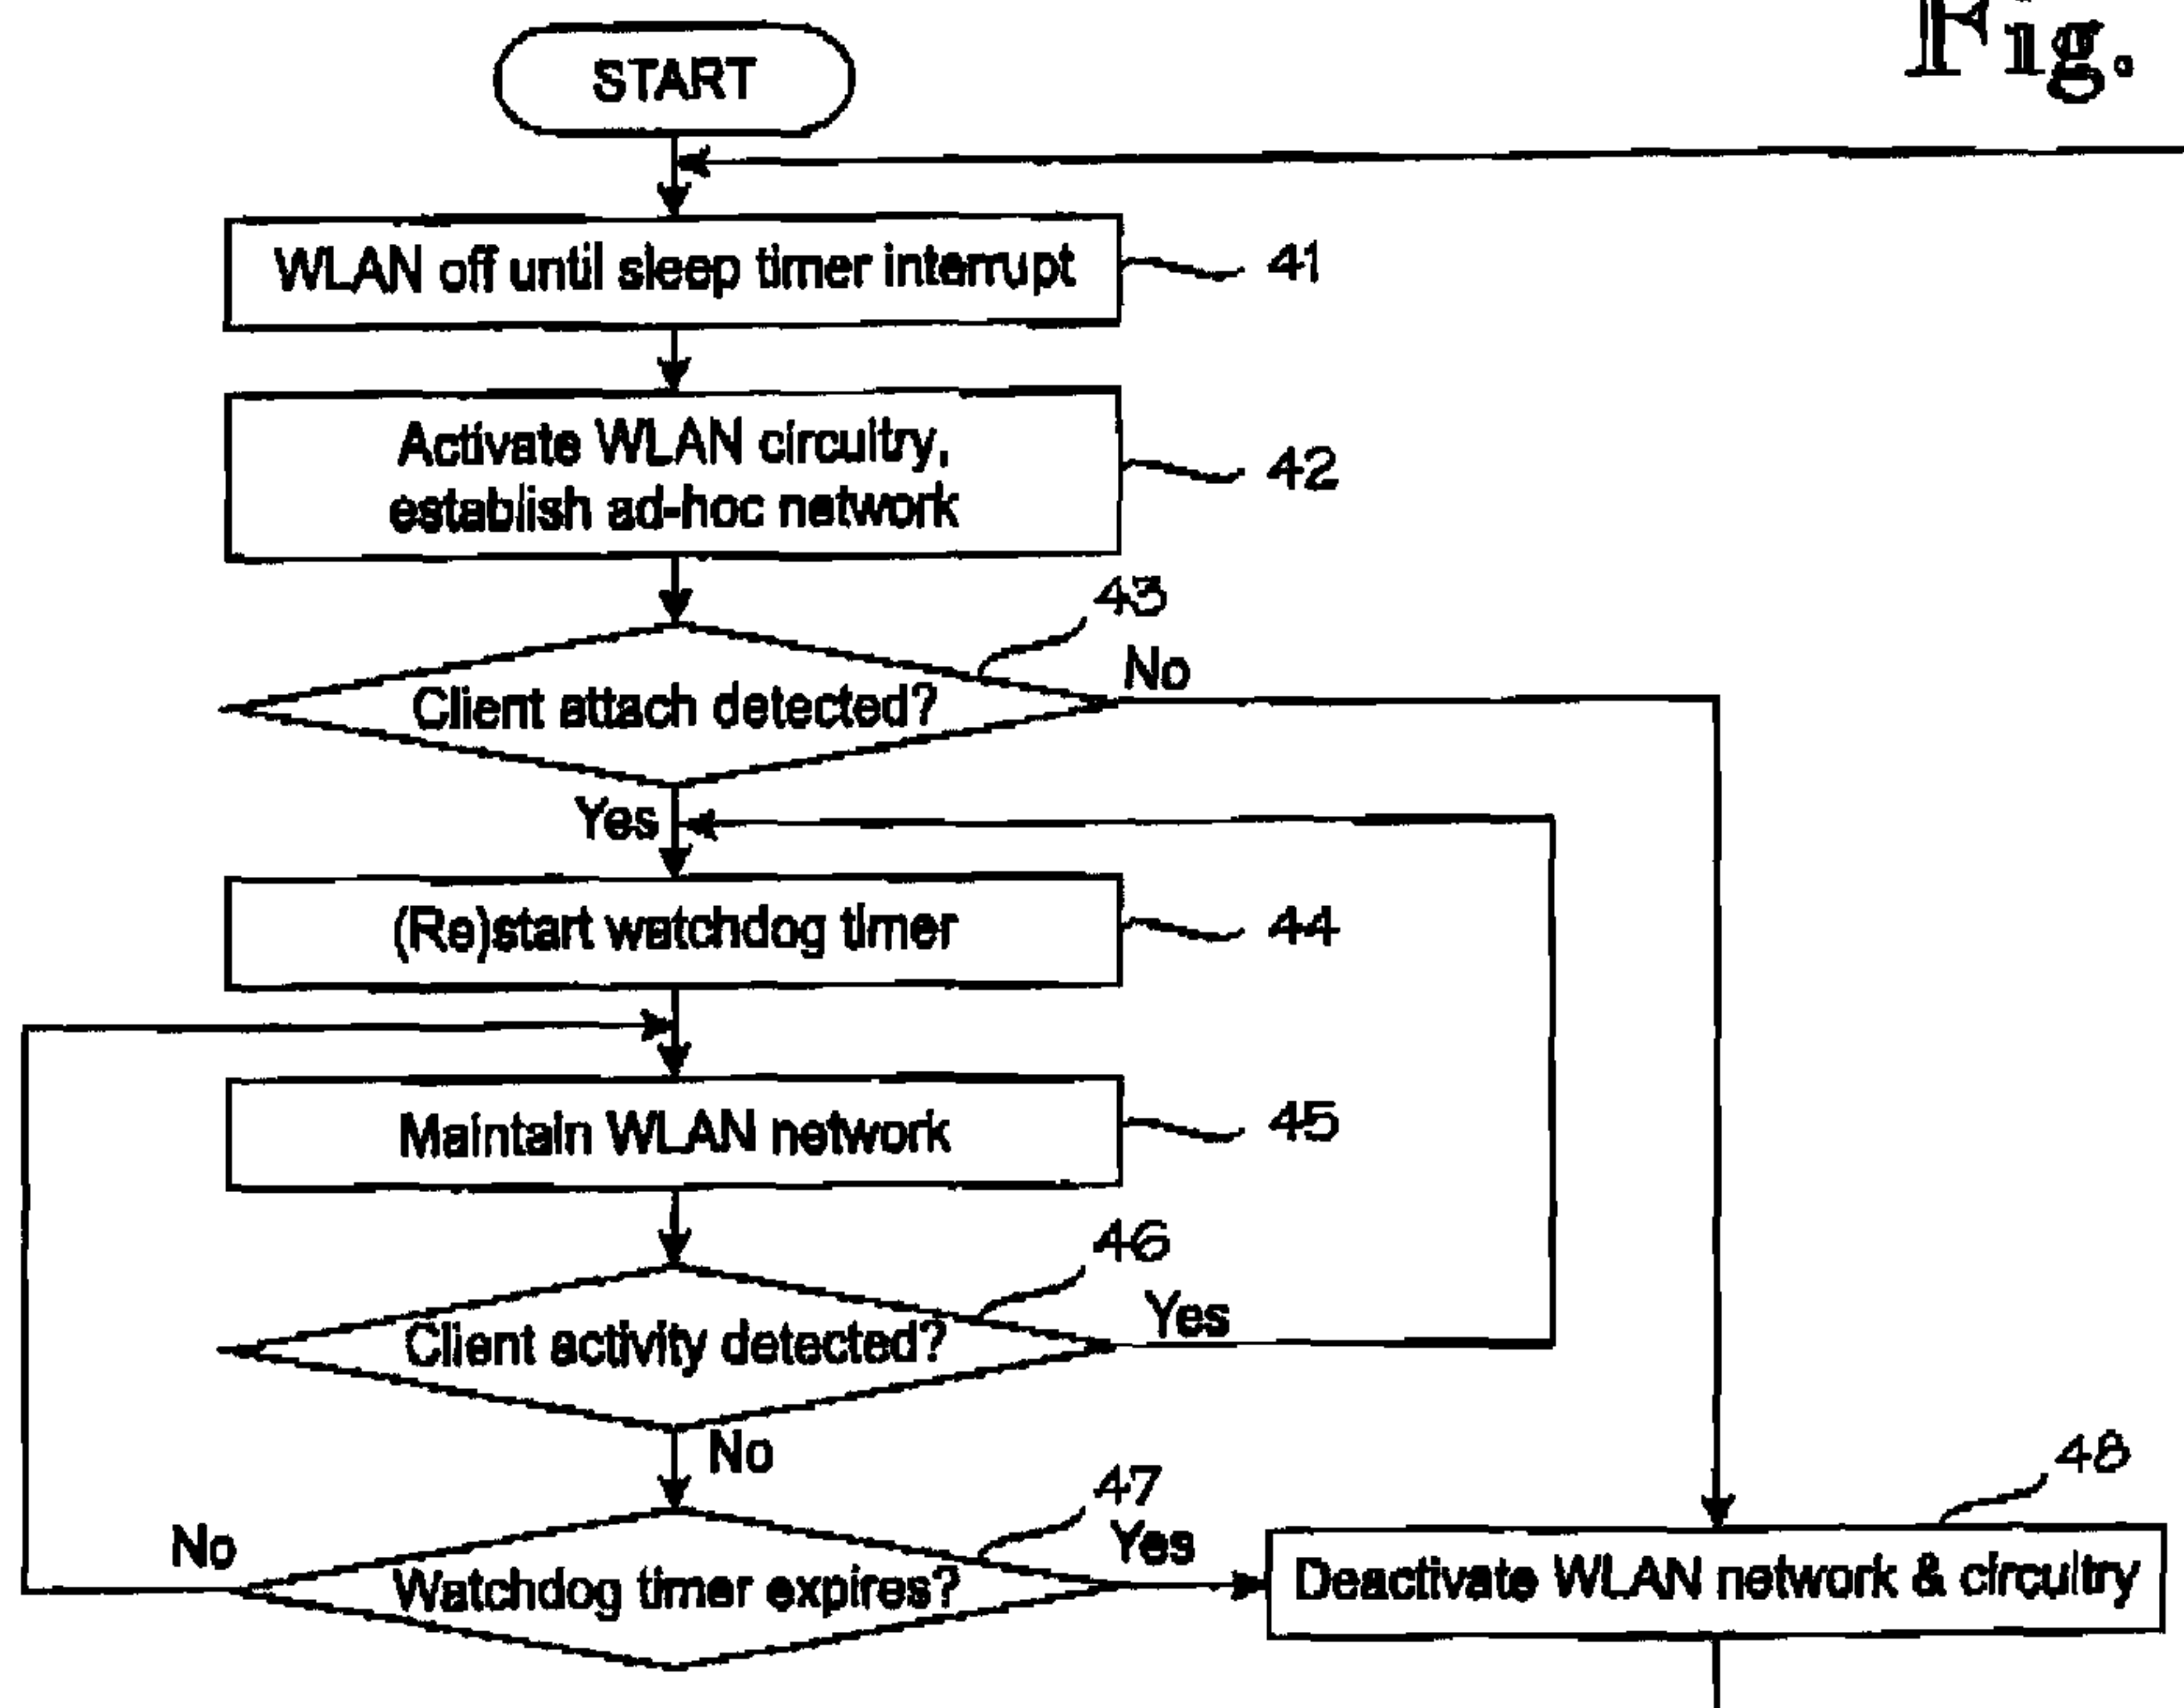 Fig.
START
WLAN off until sleep timer interrupt
41
Activate WLAN circuitry,
establish ad-hoc network
42
43
Client attach detected?
No
Yes
(Re)start watchdog timer
44
Maintain WLAN network
45
46
Client activity detected?
Yes
No
47
48
No
Watchdog timer expires?
Yes
Deactivate WLAN network & circuitry